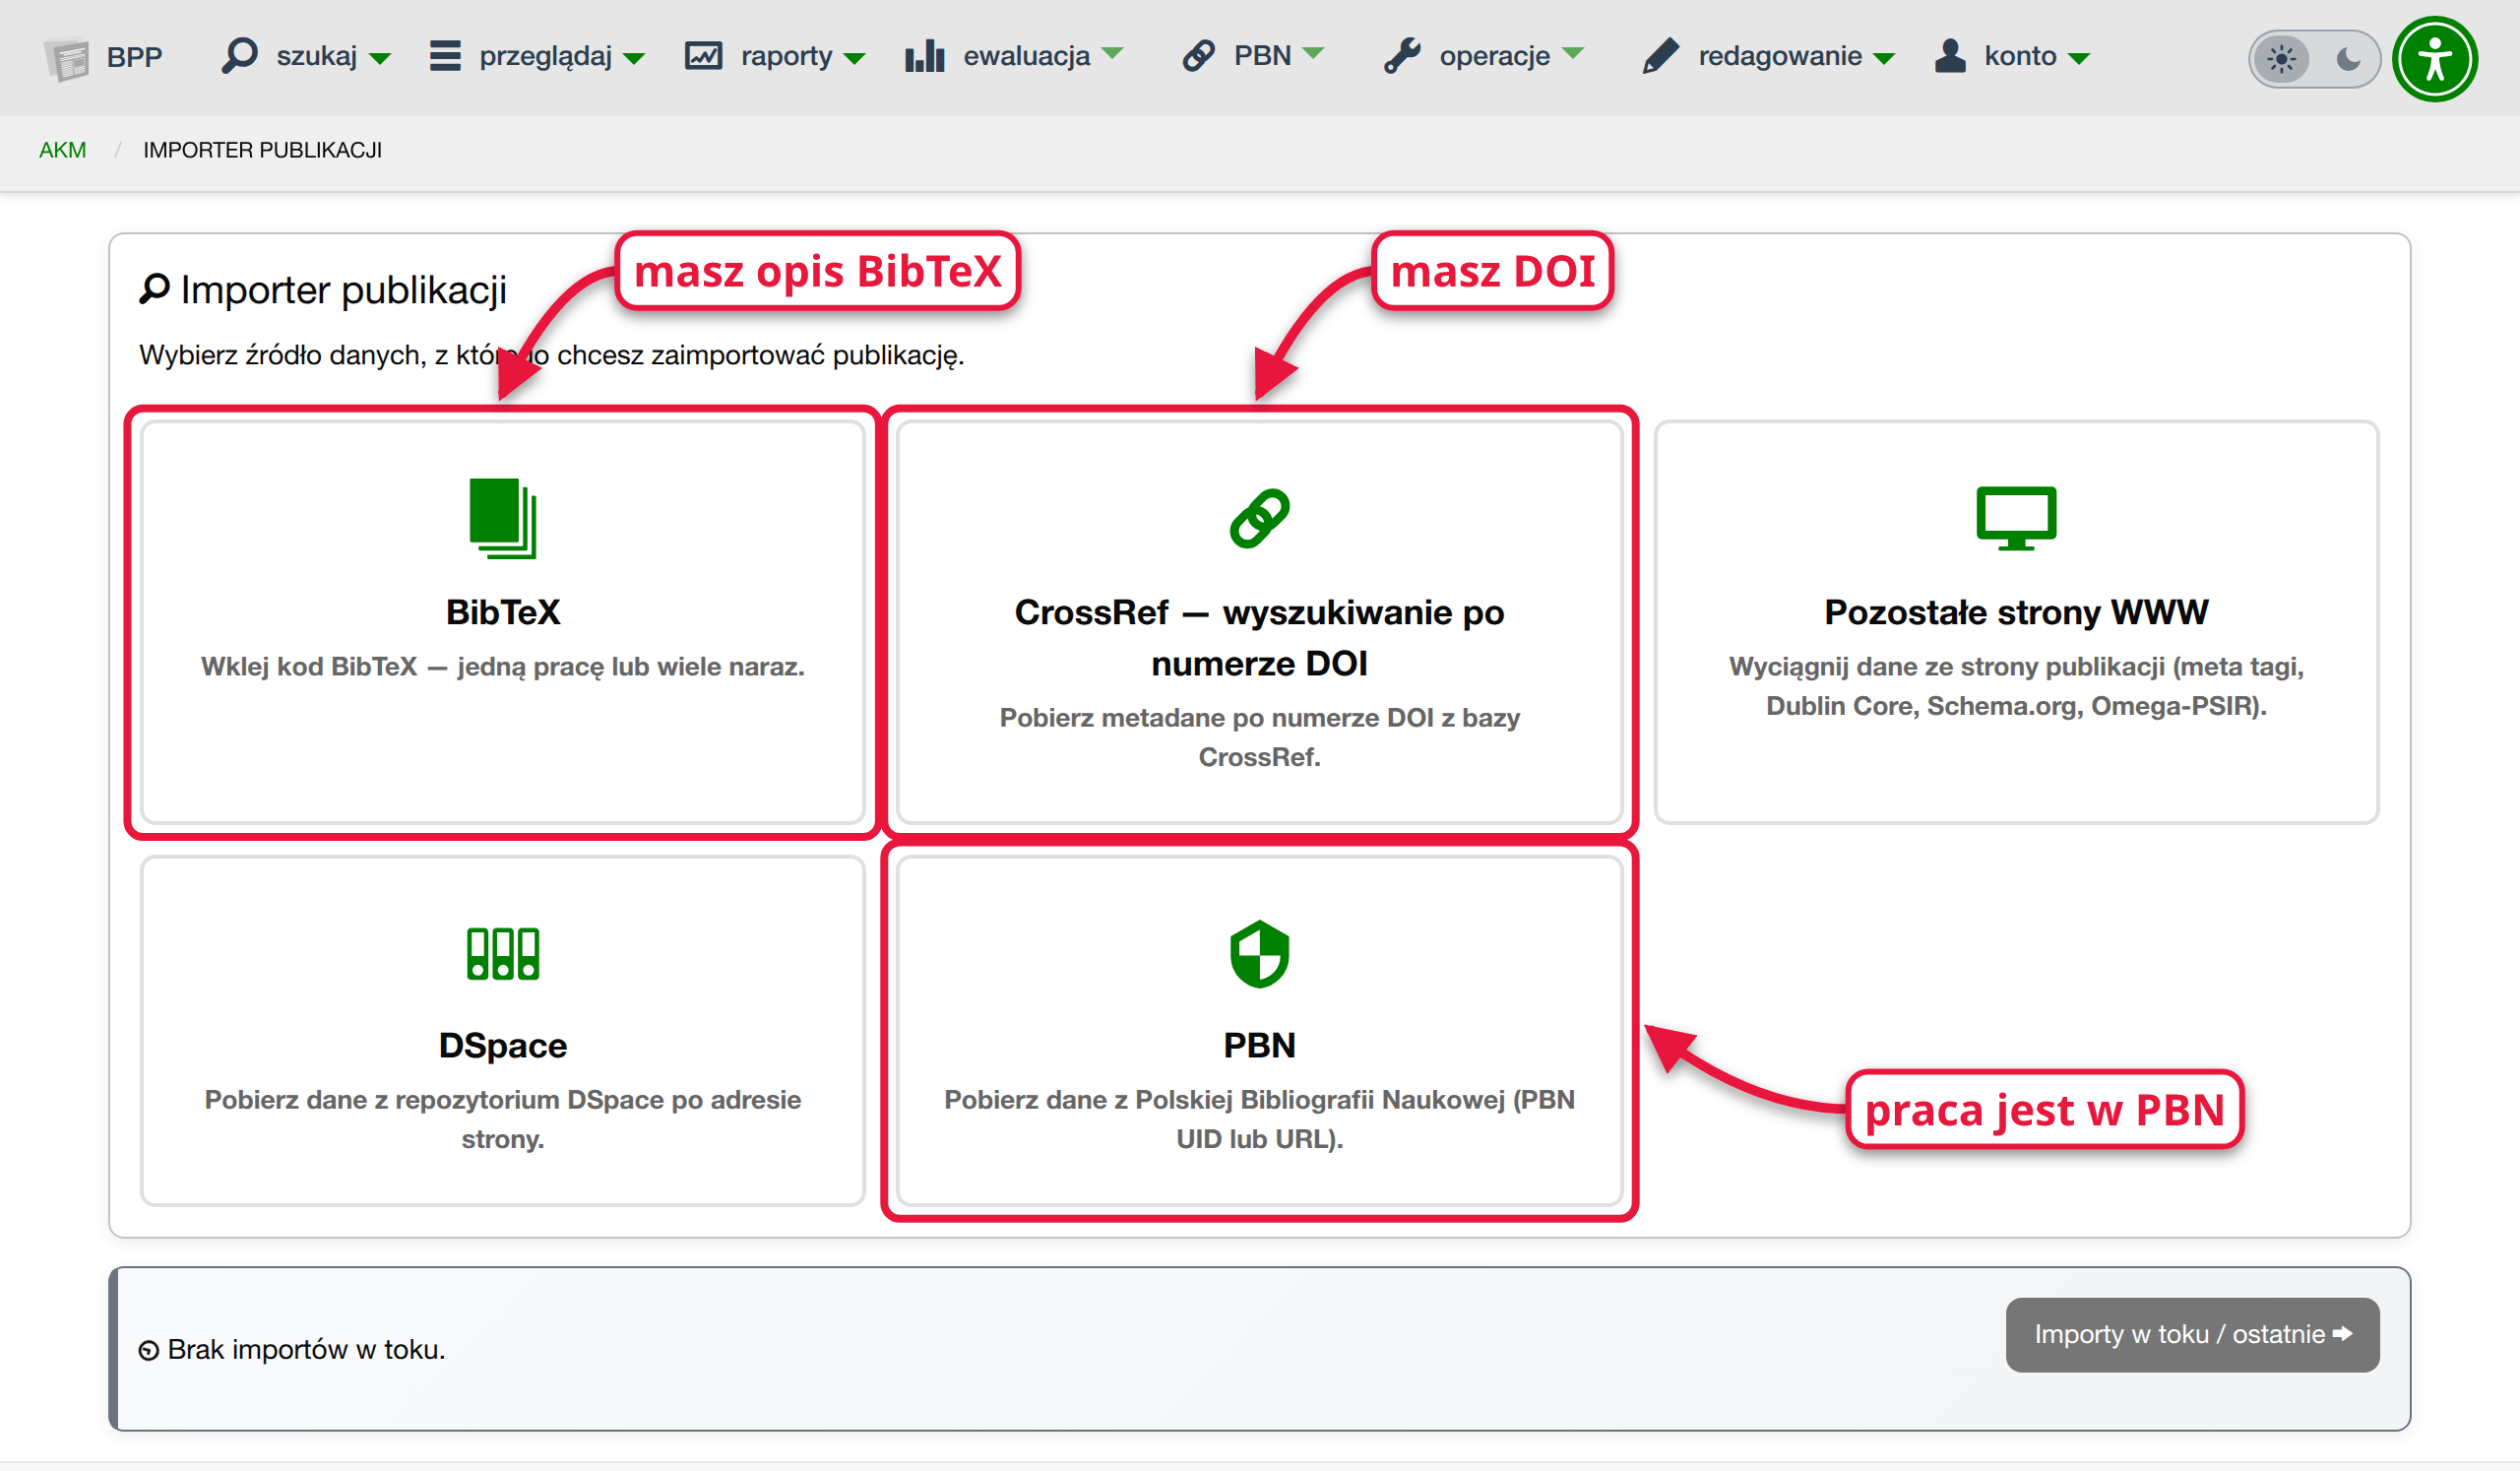 BPP szukaj przeglądaj raporty ewaluacja PBN operacje redagowanie konto
AKM / IMPORTER PUBLIKACJI
masz opis BibTeX
masz DOI
Importer publikacji
Wybierz źródło danych, z którego chcesz zaimportować publikację.
BibTeX
Wklej kod BibTeX — jedną pracę lub wiele naraz.
CrossRef — wyszukiwanie po
numerze DOI
Pobierz metadane po numerze DOI z bazy
CrossRef.
Pozostałe strony WWW
Wyciągnij dane ze strony publikacji (meta tagi,
Dublin Core, Schema.org, Omega-PSIR).
DSpace
Pobierz dane z repozytorium DSpace po adresie
strony.
PBN
Pobierz dane z Polskiej Bibliografii Naukowej (PBN
UID lub URL).
praca jest w PBN
Brak importów w toku.
Importy w toku / ostatnie